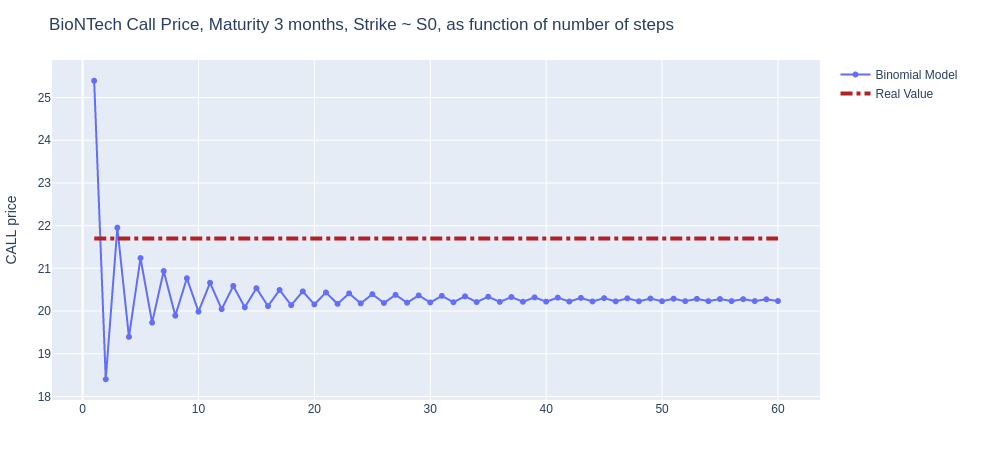 BioNTech Call Price, Maturity 3 months, Strike ~ S0, as function of number of steps
Binomial Model
Real Value
CALL price
25
24
23
22
21
20
19
18
0 10 20 30 40 50 60